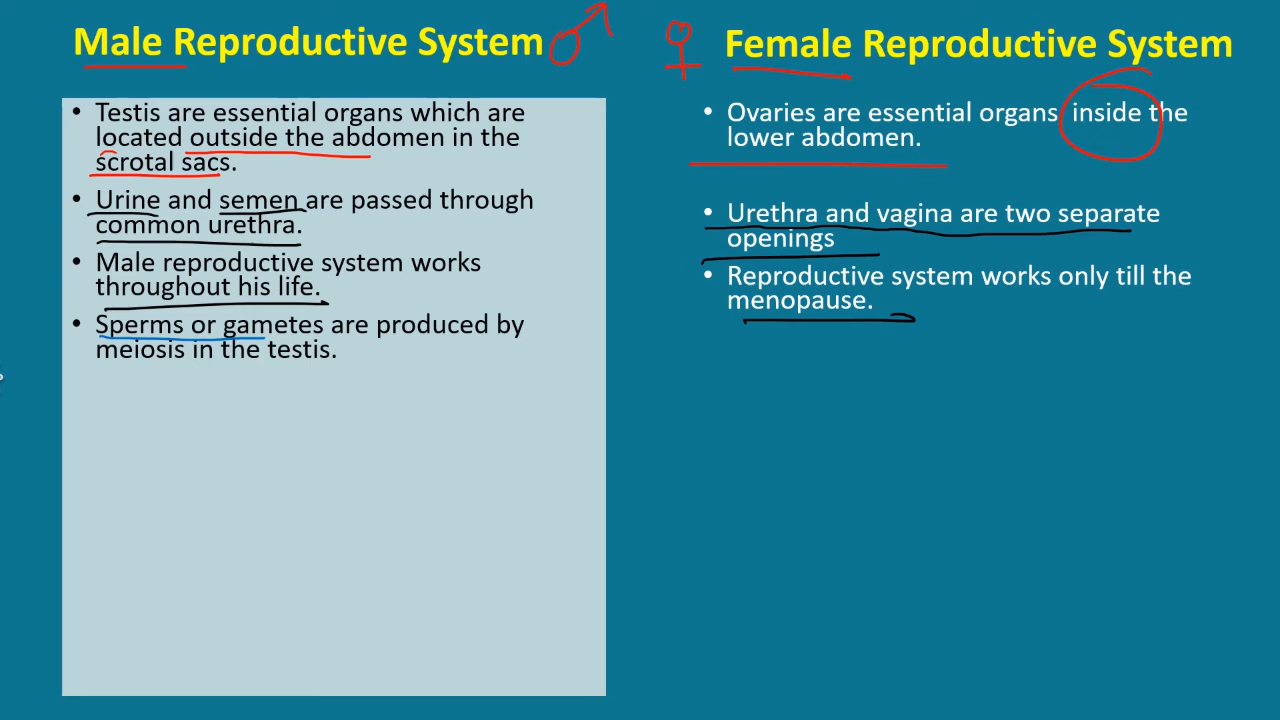 Male Reproductive System
• Testis are essential organs which are
located outside the abdomen in the
scrotal sacs.
• Urine and semen are passed through
common urethra.
• Male reproductive system works
throughout his life.
• Sperms or gametes are produced by
meiosis in the testis.
Female Reproductive System
• Ovaries are essential organs inside the
lower abdomen.
• Urethra and vagina are two separate
openings
• Reproductive system works only till the
menopause.